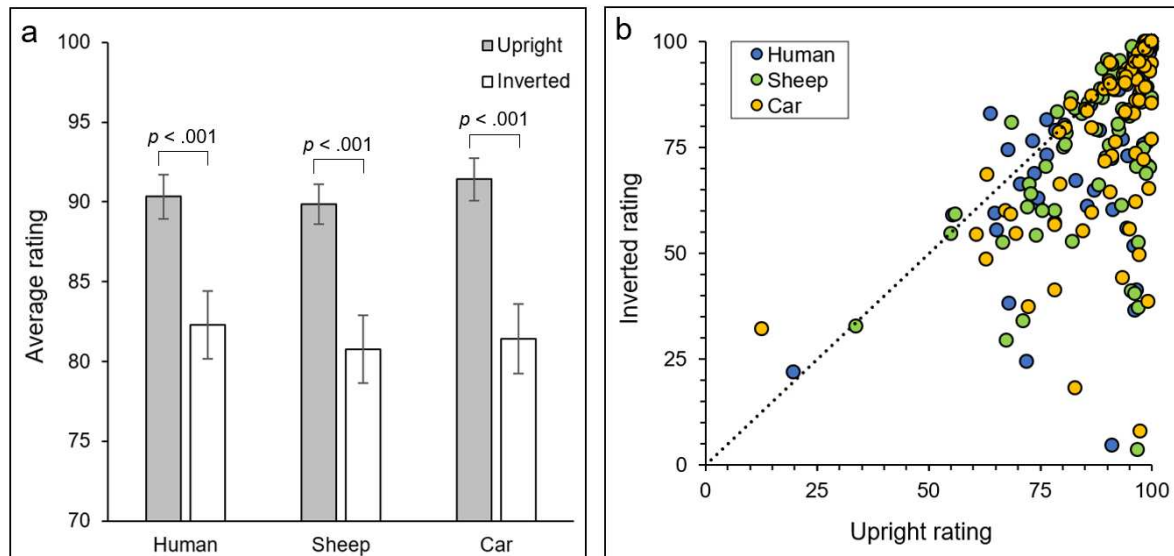 a
100
95
90
85
80
75
70
Average rating
Upright
Inverted
p < .001
p < .001
p < .001
Human
Sheep
Car
b
100
75
50
25
0
Inverted rating
Human
Sheep
Car
0
25
50
75
100
Upright rating